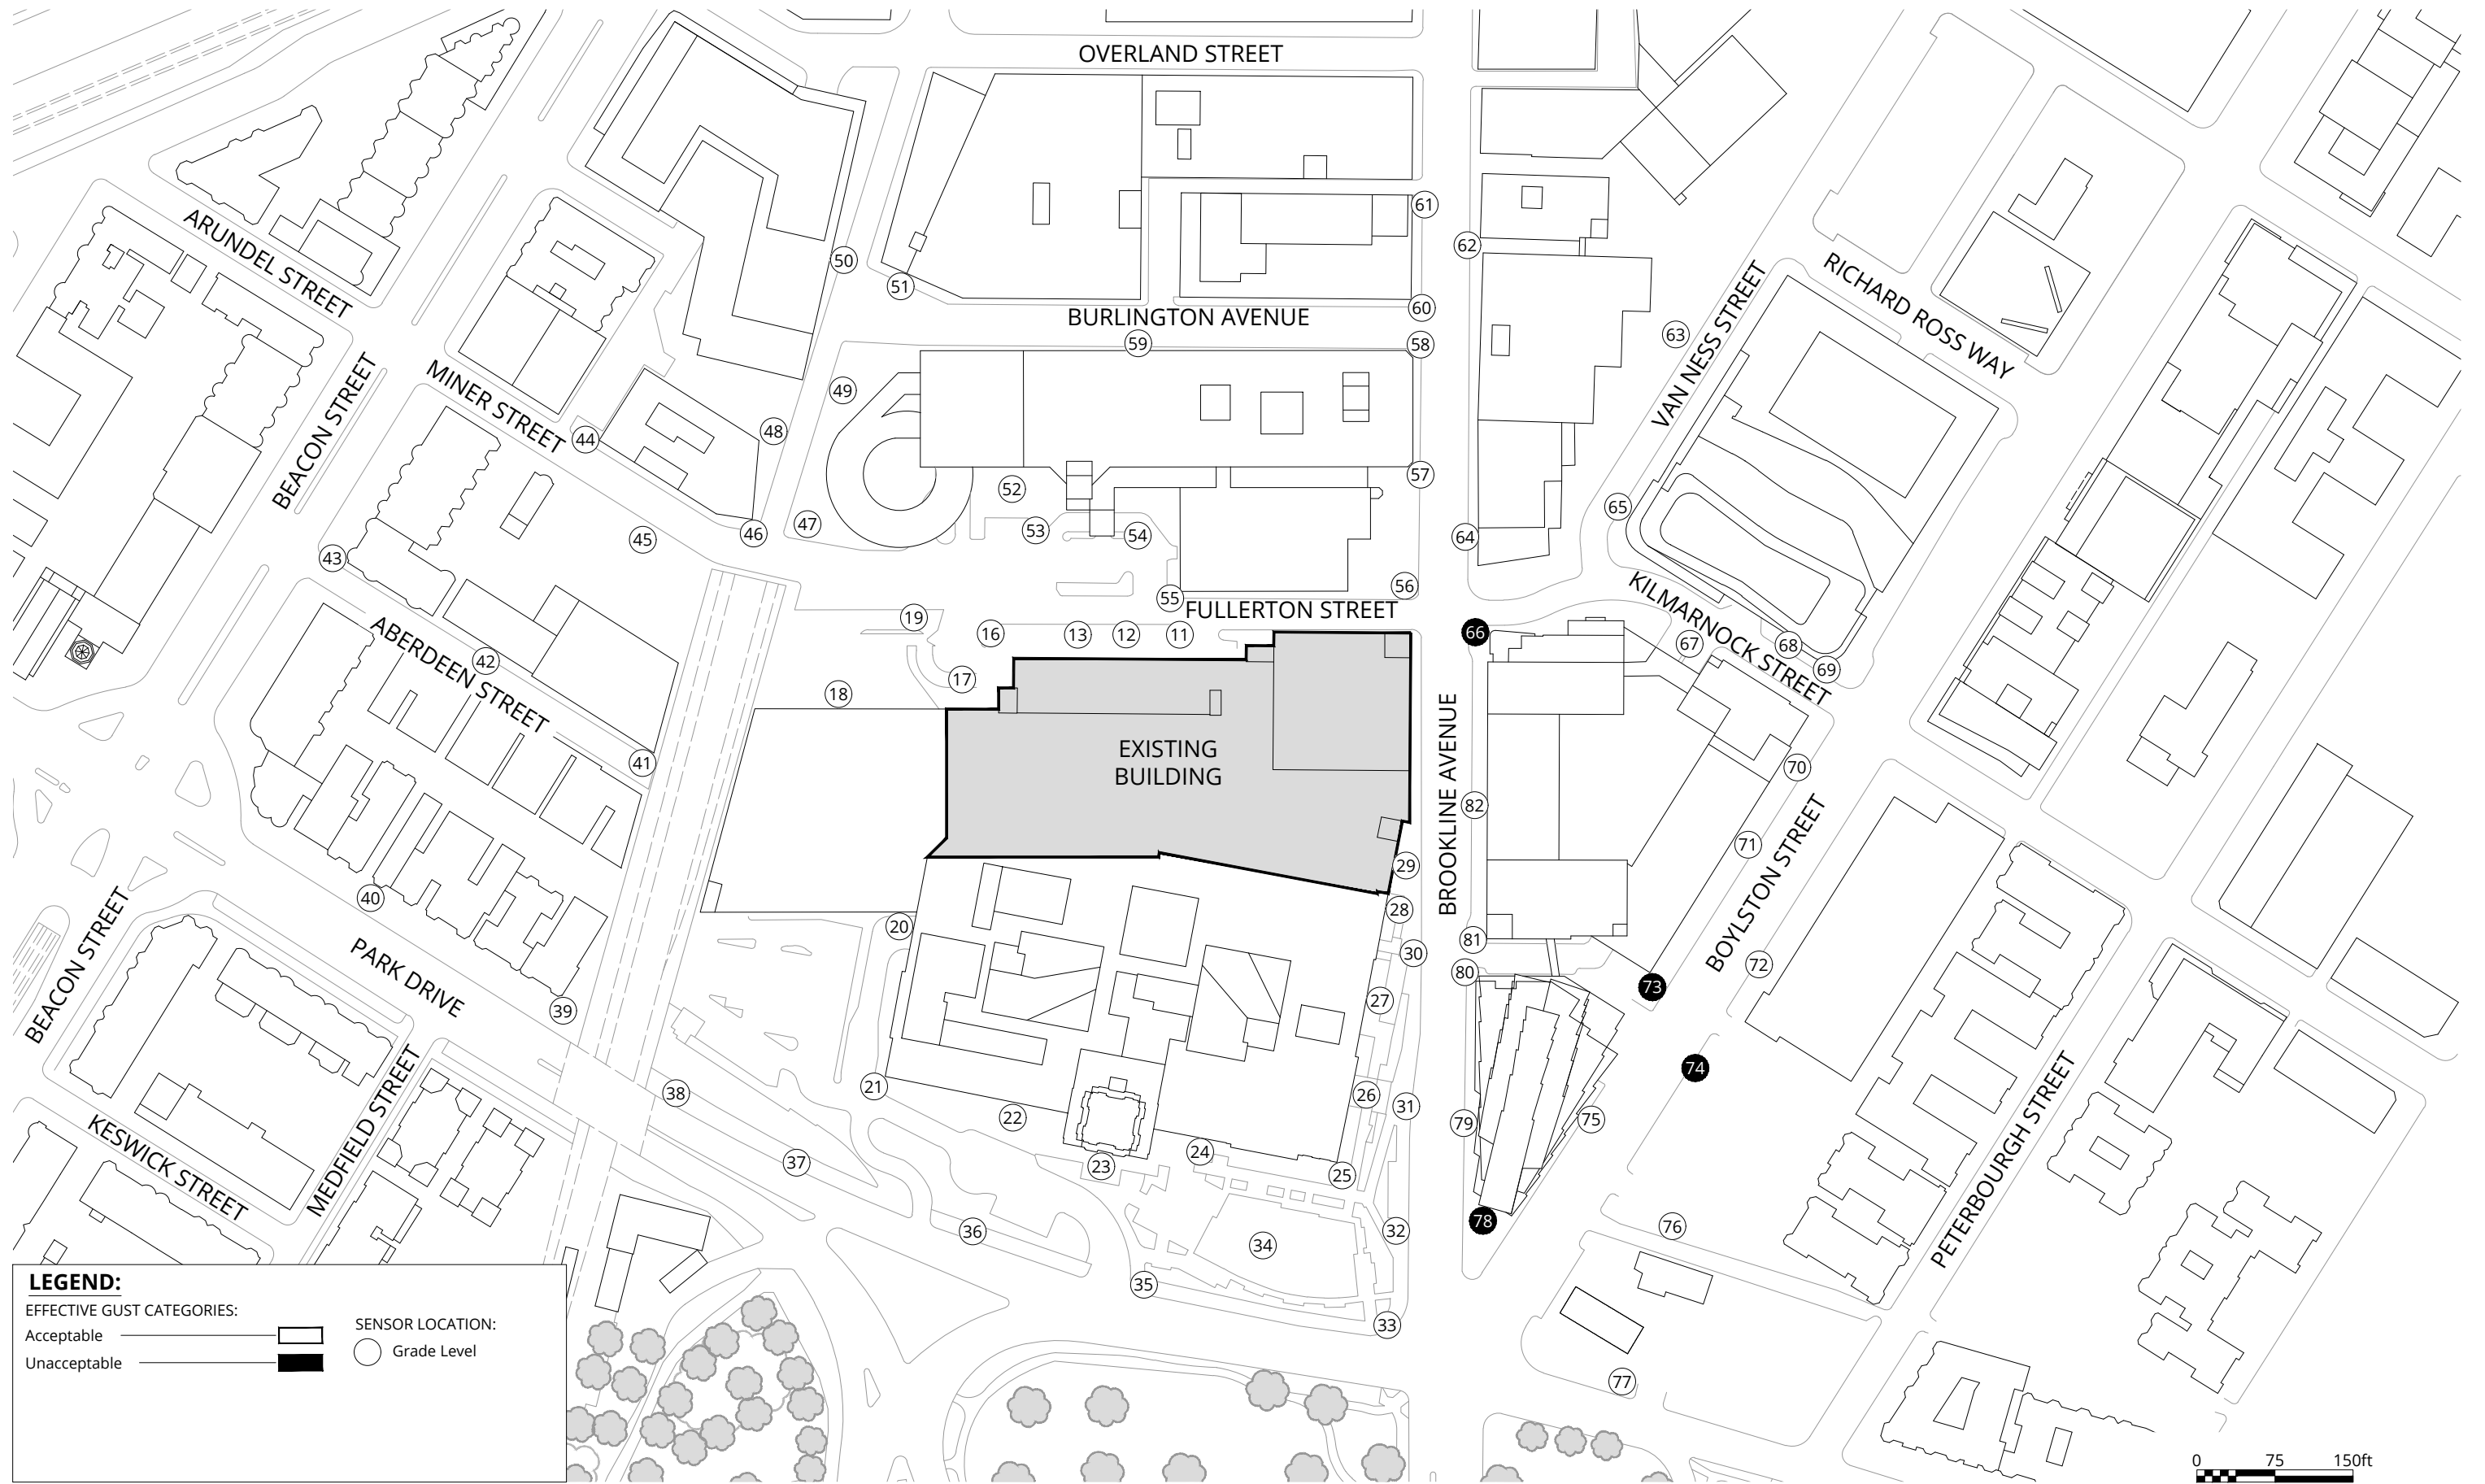 OVERLAND STREET
61
ARUNDEL STREET
62
50
RICHARD ROSS WAY
51
60
BURLINGTON AVENUE
63
VAN NESS STREET
59
58
49
MINER STREET
BEACON STREET
48
44
57
52
65
47
53
54
46
64
45
43
56
55
FULLERTON STREET
KILMARNOCK STREET
19
16
13
12
11
66
67
68
69
ABERDEEN STREET
42
17
18
EXISTING
BUILDING
41
70
BROOKLINE AVENUE
82
71
29
BOYLSTON STREET
40
28
20
81
30
72
80
BEACON STREET
PARK DRIVE
73
27
39
74
21
38
26
31
22
79
75
KESWICK STREET
MEDFIELD STREET
PETERBOURGH STREET
37
23
24
25
78
76
36
32
34
35
33
77
LEGEND:
EFFECTIVE GUST CATEGORIES:
Acceptable
Unacceptable
SENSOR LOCATION:
Grade Level
0 75 150ft